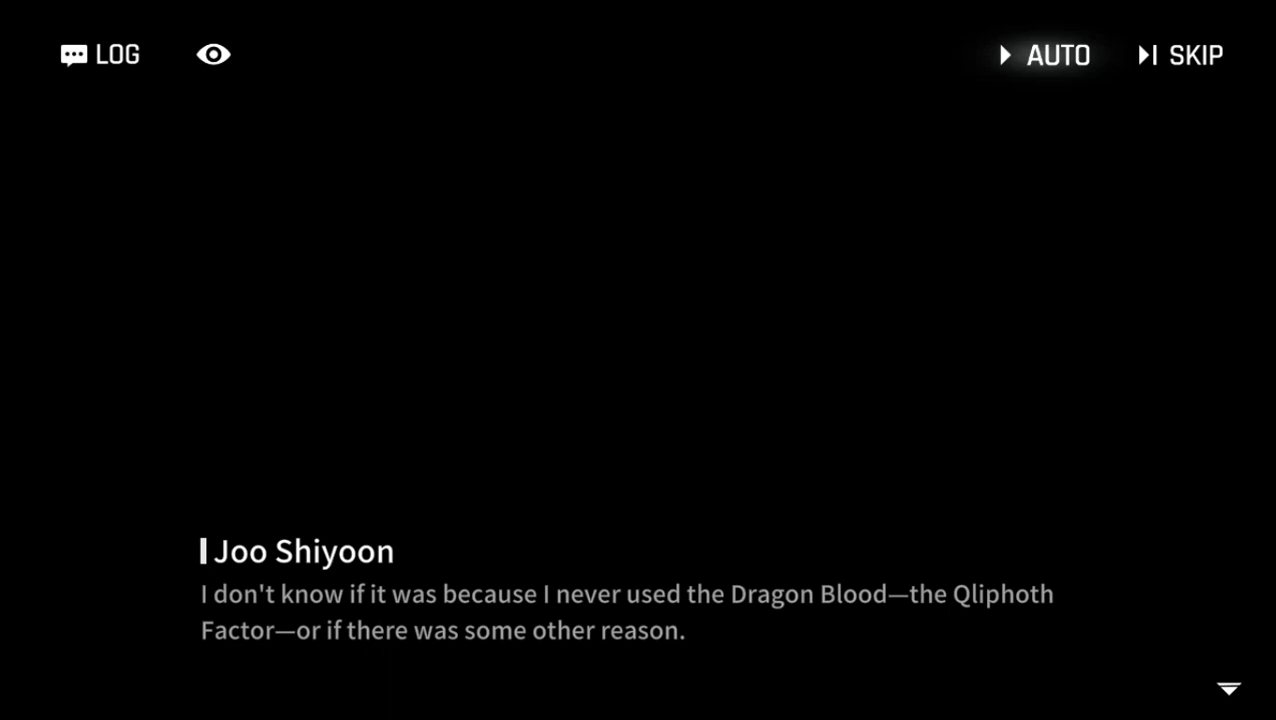 LOG
AUTO
SKIP
Joo Shiyoon
I don't know if it was because I never used the Dragon Blood—the Qliphoth
Factor—or if there was some other reason.